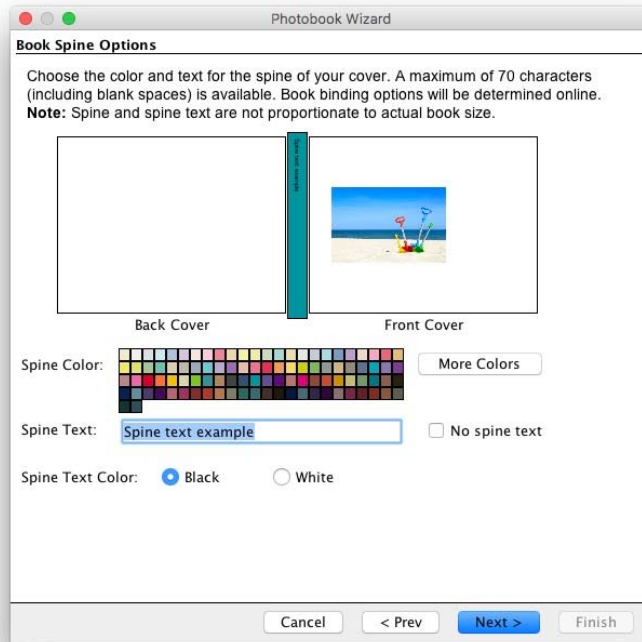 Photobook Wizard
Book Spine Options
Choose the color and text for the spine of your cover. A maximum of 70 characters
(including blank spaces) is available. Book binding options will be determined online.
Note: Spine and spine text are not proportionate to actual book size.
Spine text example
Back Cover
Front Cover
Spine Color:
More Colors
Spine Text:
Spine text example
No spine text
Spine Text Color:
Black
White
Cancel
< Prev
Next >
Finish